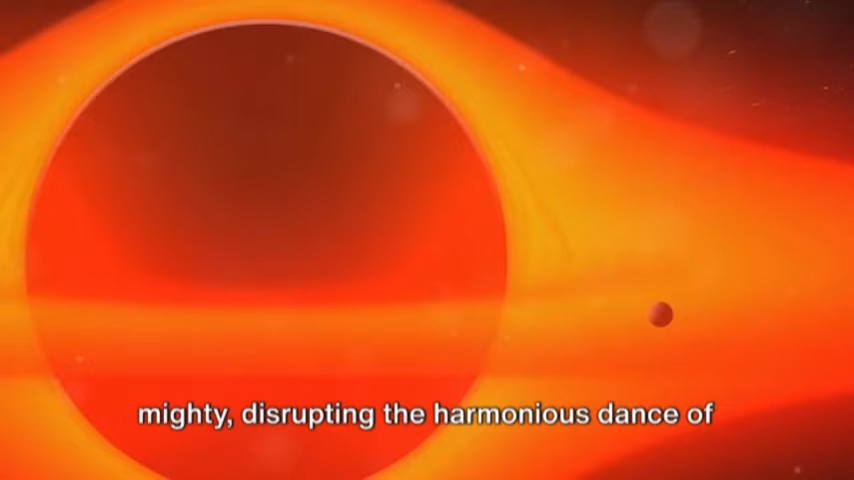 mighty, disrupting the harmonious dance of